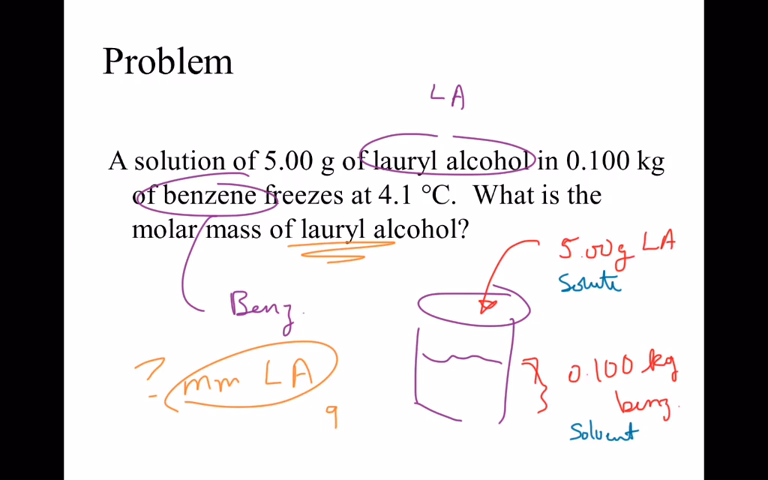 Problem
LA
A solution of 5.00 g of lauryl alcohol in 0.100 kg
of benzene freezes at 4.1 °C. What is the
molar mass of lauryl alcohol?
5.00g LA
Solute
Benz.
? mm LA
0.100 kg
benz.
Solvent